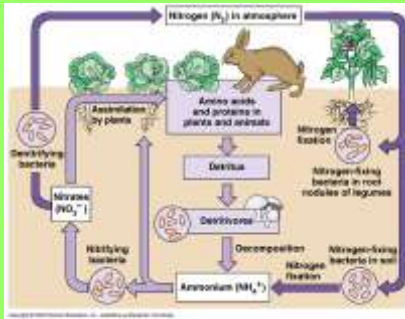 Nitrogen (N₂) in atmosphere
Assimilation
by plants
Amino acids
and proteins in
plants and animals
Denitrifying
bacteria
Nitrates
(NO₃⁻)
Detritus
Detritivores
Decomposition
Nitrifying
bacteria
Ammonium (NH₄⁺)
Nitrogen
fixation
Nitrogen-fixing
bacteria in root
nodules of legumes
Nitrogen-fixing
bacteria in soil
Nitrogen
fixation